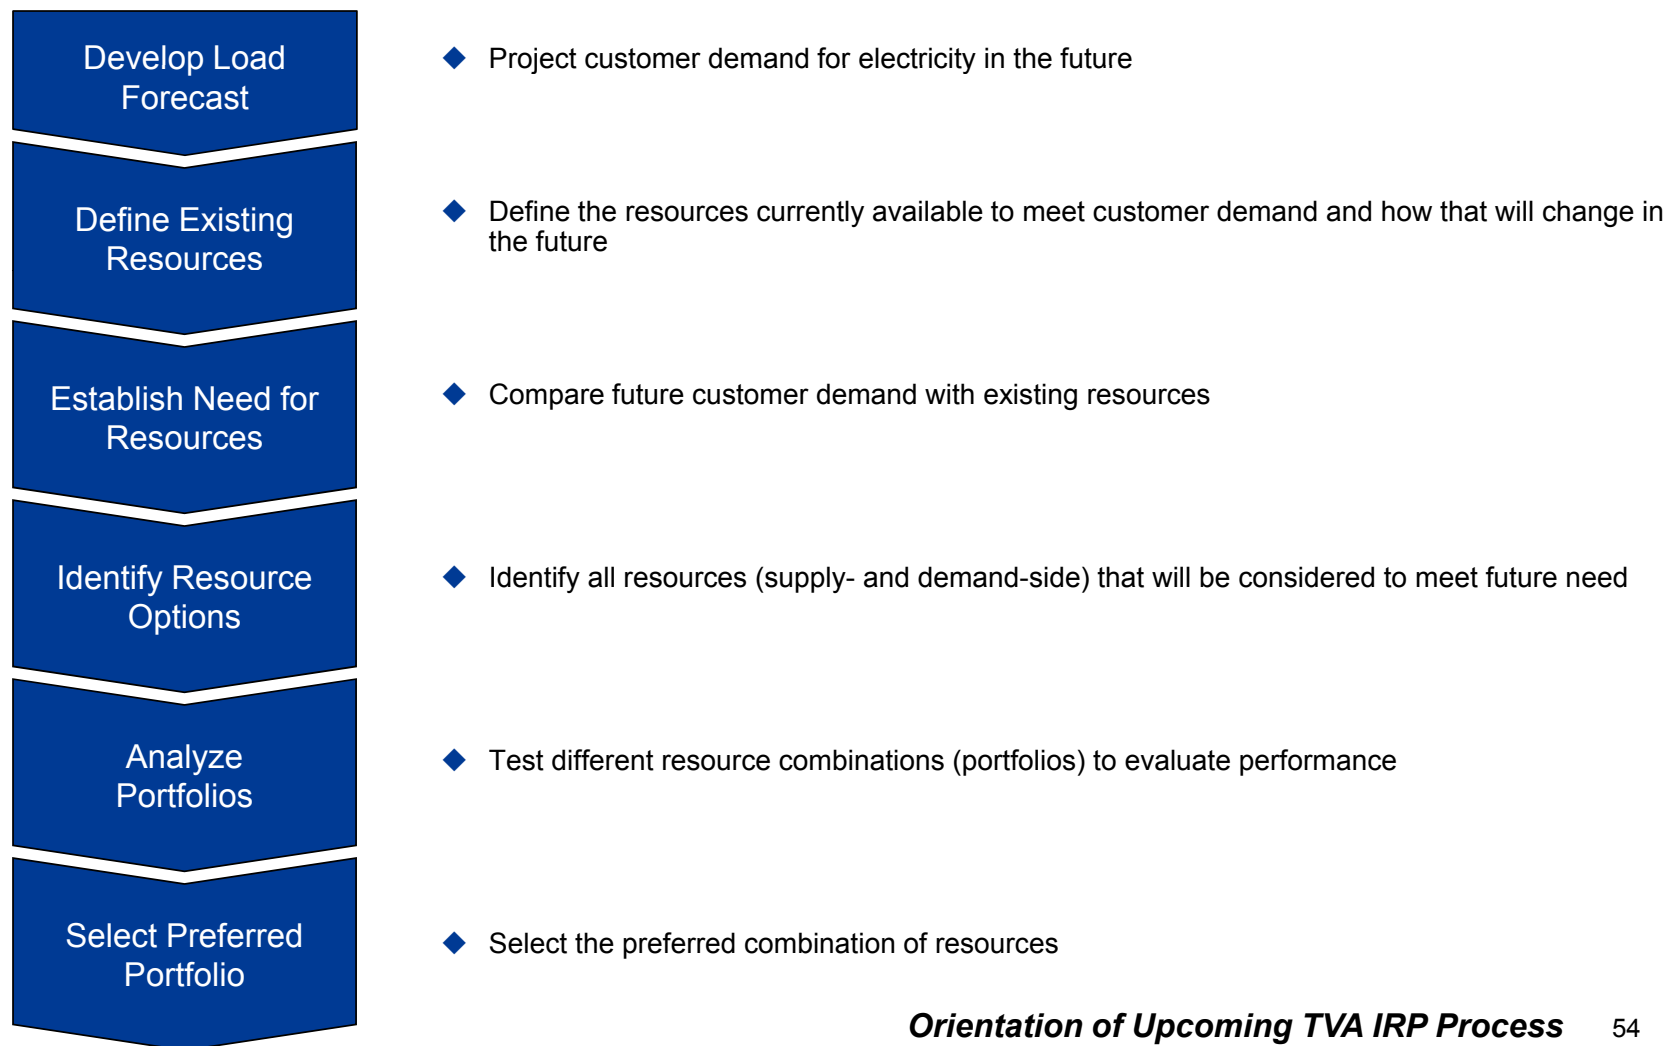 Develop Load
Forecast
Project customer demand for electricity in the future
Define Existing
Resources
Define the resources currently available to meet customer demand and how that will change in
the future
Establish Need for
Resources
Compare future customer demand with existing resources
Identify Resource
Options
Identify all resources (supply- and demand-side) that will be considered to meet future need
Analyze
Portfolios
Test different resource combinations (portfolios) to evaluate performance
Select Preferred
Portfolio
Select the preferred combination of resources
Orientation of Upcoming TVA IRP Process 54